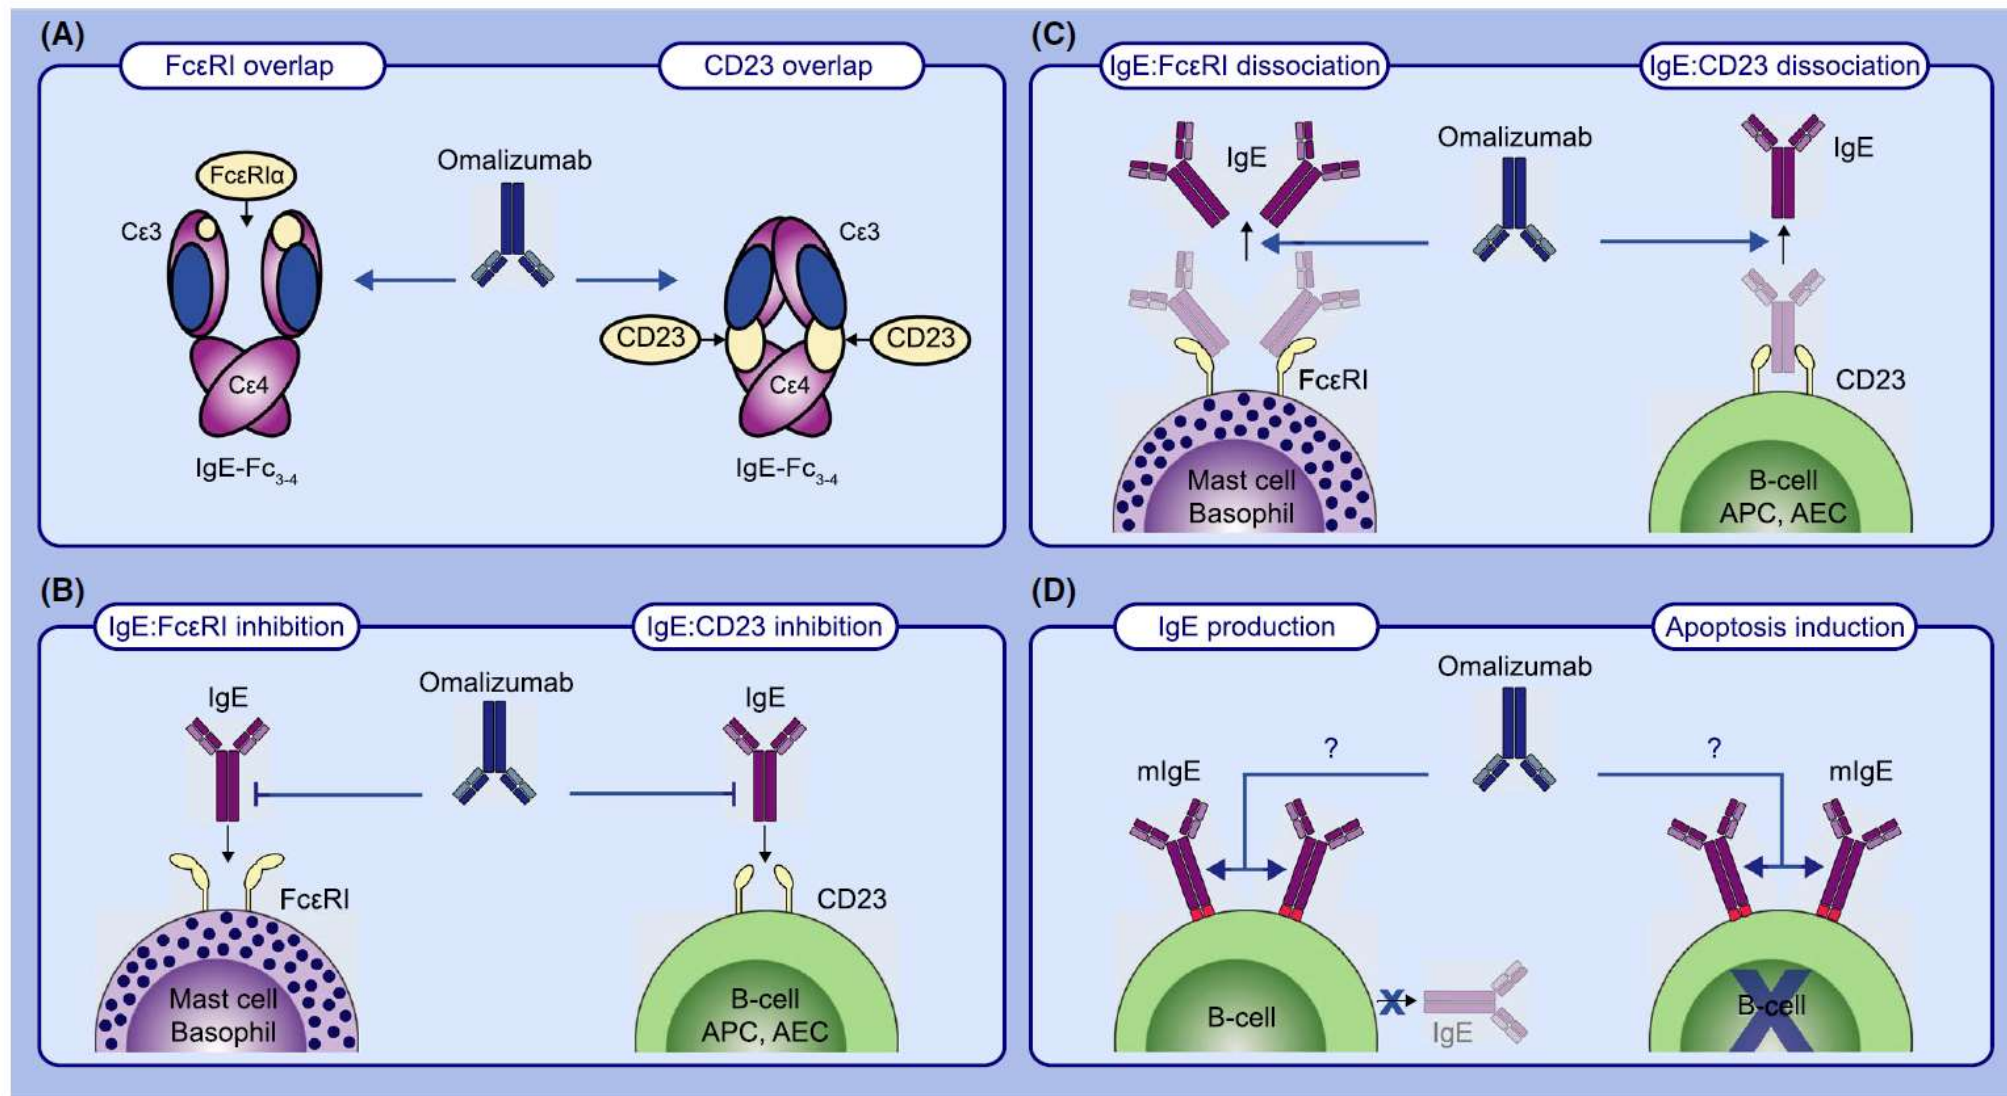 (A)
FcεRI overlap
CD23 overlap
FcεRIα
Omalizumab
Cε3
Cε3
CD23
CD23
Cε4
Cε4
IgE-Fc3-4
IgE-Fc3-4
(B)
IgE:FcεRI inhibition
IgE:CD23 inhibition
Omalizumab
IgE
IgE
FcεRI
CD23
Mast cell
Basophil
B-cell
APC, AEC
(C)
IgE:FcεRI dissociation
IgE:CD23 dissociation
Omalizumab
IgE
IgE
FcεRI
CD23
Mast cell
Basophil
B-cell
APC, AEC
(D)
IgE production
Apoptosis induction
Omalizumab
?
?
mIgE
mIgE
B-cell
IgE
B-cell